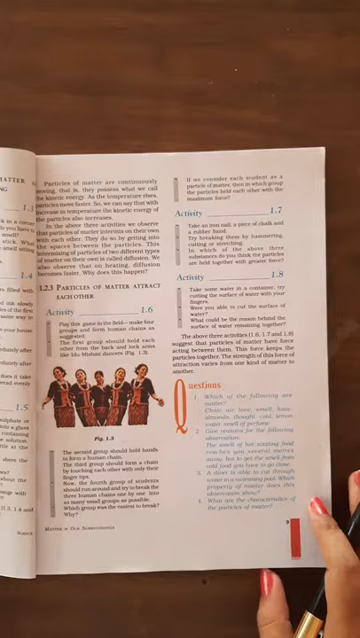 MATTER
NG
1.3
1.4
1.5
Particles of matter are continuously
moving, that is, they possess what we call
the kinetic energy. As the temperature rises,
particles move faster. So, we can say that with
increase in temperature the kinetic energy of
the particles also increases.
In the above three activities we observe
that particles of matter intermix on their own
with each other. They do so by getting into
the spaces between the particles. This
intermixing of particles of two different types
of matter on their own is called diffusion. We
also observe that on heating, diffusion
becomes faster. Why does this happen?
1.2.3 PARTICLES OF MATTER ATTRACT
EACH OTHER
Activity 1.6
Play this game in the field— make four
groups and form human chains as
suggested:
The first group should hold each
other from the back and lock arms
like Idu-Mishmi dancers (Fig. 1.3).
Fig. 1.3
The second group should hold hands
to form a human chain.
The third group should form a chain
by touching each other with only their
finger tips.
Now, the fourth group of students
should run around and try to break the
three human chains one by one into
as many small groups as possible.
Which group was the easiest to break?
Why?
MATTER IN OUR SURROUNDINGS
If we consider each student as a
particle of matter, then in which group
the particles held each other with the
maximum force?
Activity 1.7
Take an iron nail, a piece of chalk and
a rubber band.
Try breaking them by hammering,
cutting or stretching.
In which of the above three
substances do you think the particles
are held together with greater force?
Activity 1.8
Take some water in a container, try
cutting the surface of water with your
fingers.
Were you able to cut the surface of
water?
What could be the reason behind the
surface of water remaining together?
The above three activities (1.6, 1.7 and 1.8)
suggest that particles of matter have force
acting between them. This force keeps the
particles together. The strength of this force of
attraction varies from one kind of matter to
another.
Questions
1. Which of the following are
matter?
Chair, air, love, smell, hate,
almonds, thought, cold, lemon
water, smell of perfume.
2. Give reasons for the following
observation:
The smell of hot sizzling food
reaches you several metres
away, but to get the smell from
cold food you have to go close.
3. A diver is able to cut through
water in a swimming pool. Which
property of matter does this
observation show?
4. What are the characteristics of
the particles of matter?
9